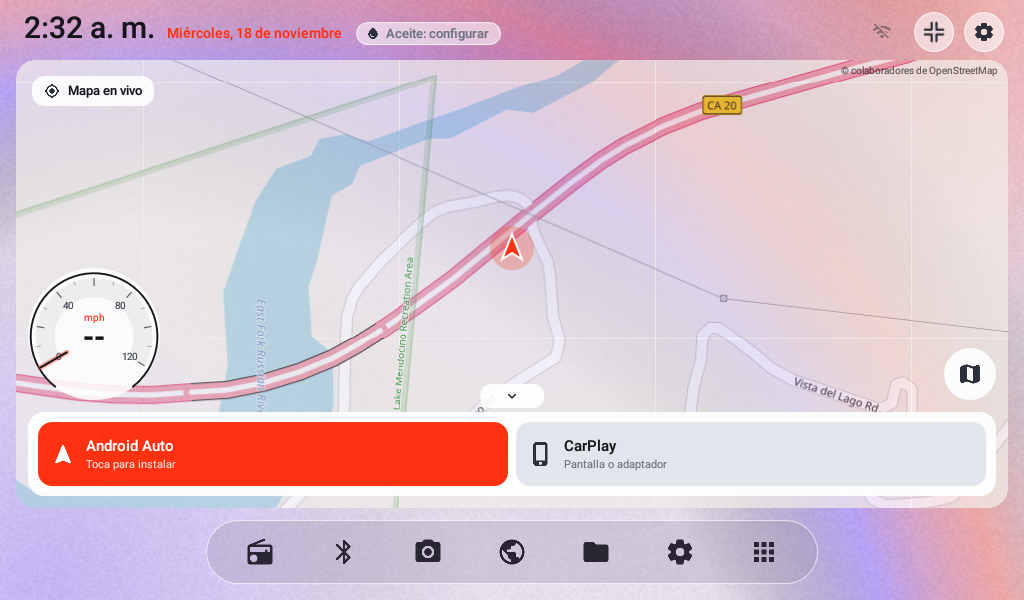 2:32 a. m.
Miércoles, 18 de noviembre
Aceite: configurar
© colaboradores de OpenStreetMap
Mapa en vivo
CA 20
40
80
mph
--
0
120
East Fork Russian
Lake Mendocino Recreation Area
Vista del Lago Rd
Android Auto
Toca para instalar
CarPlay
Pantalla o adaptador